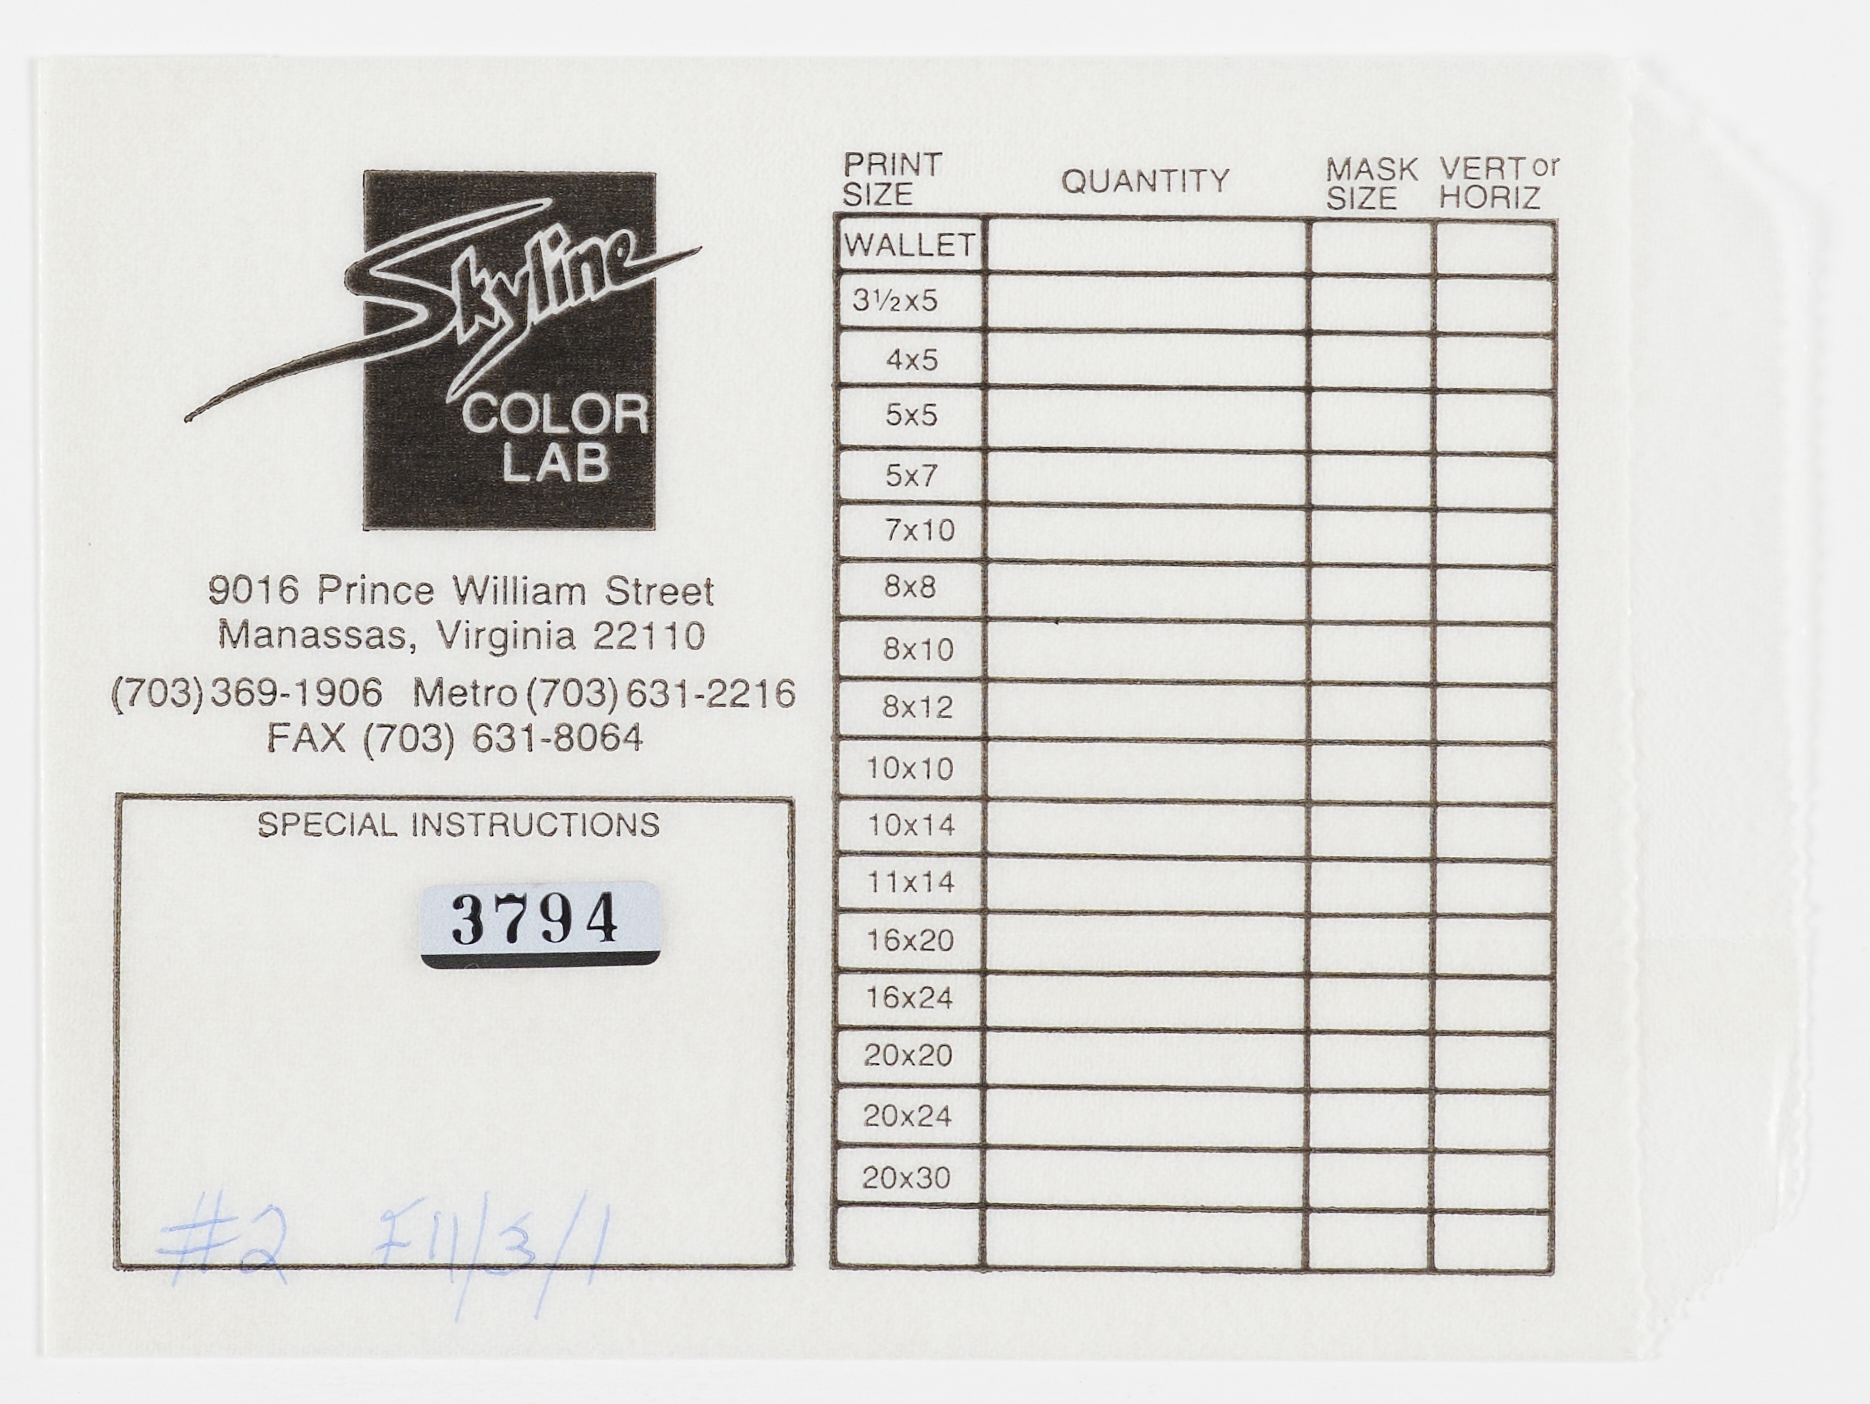 Skyline
COLOR
LAB
9016 Prince William Street
Manassas, Virginia 22110
(703) 369-1906 Metro (703) 631-2216
FAX (703) 631-8064
SPECIAL INSTRUCTIONS
3794
#2 F11/3/1
PRINT SIZE QUANTITY MASK SIZE VERT or HORIZ
WALLET
3½x5
4x5
5x5
5x7
7x10
8x8
8x10
8x12
10x10
10x14
11x14
16x20
16x24
20x20
20x24
20x30